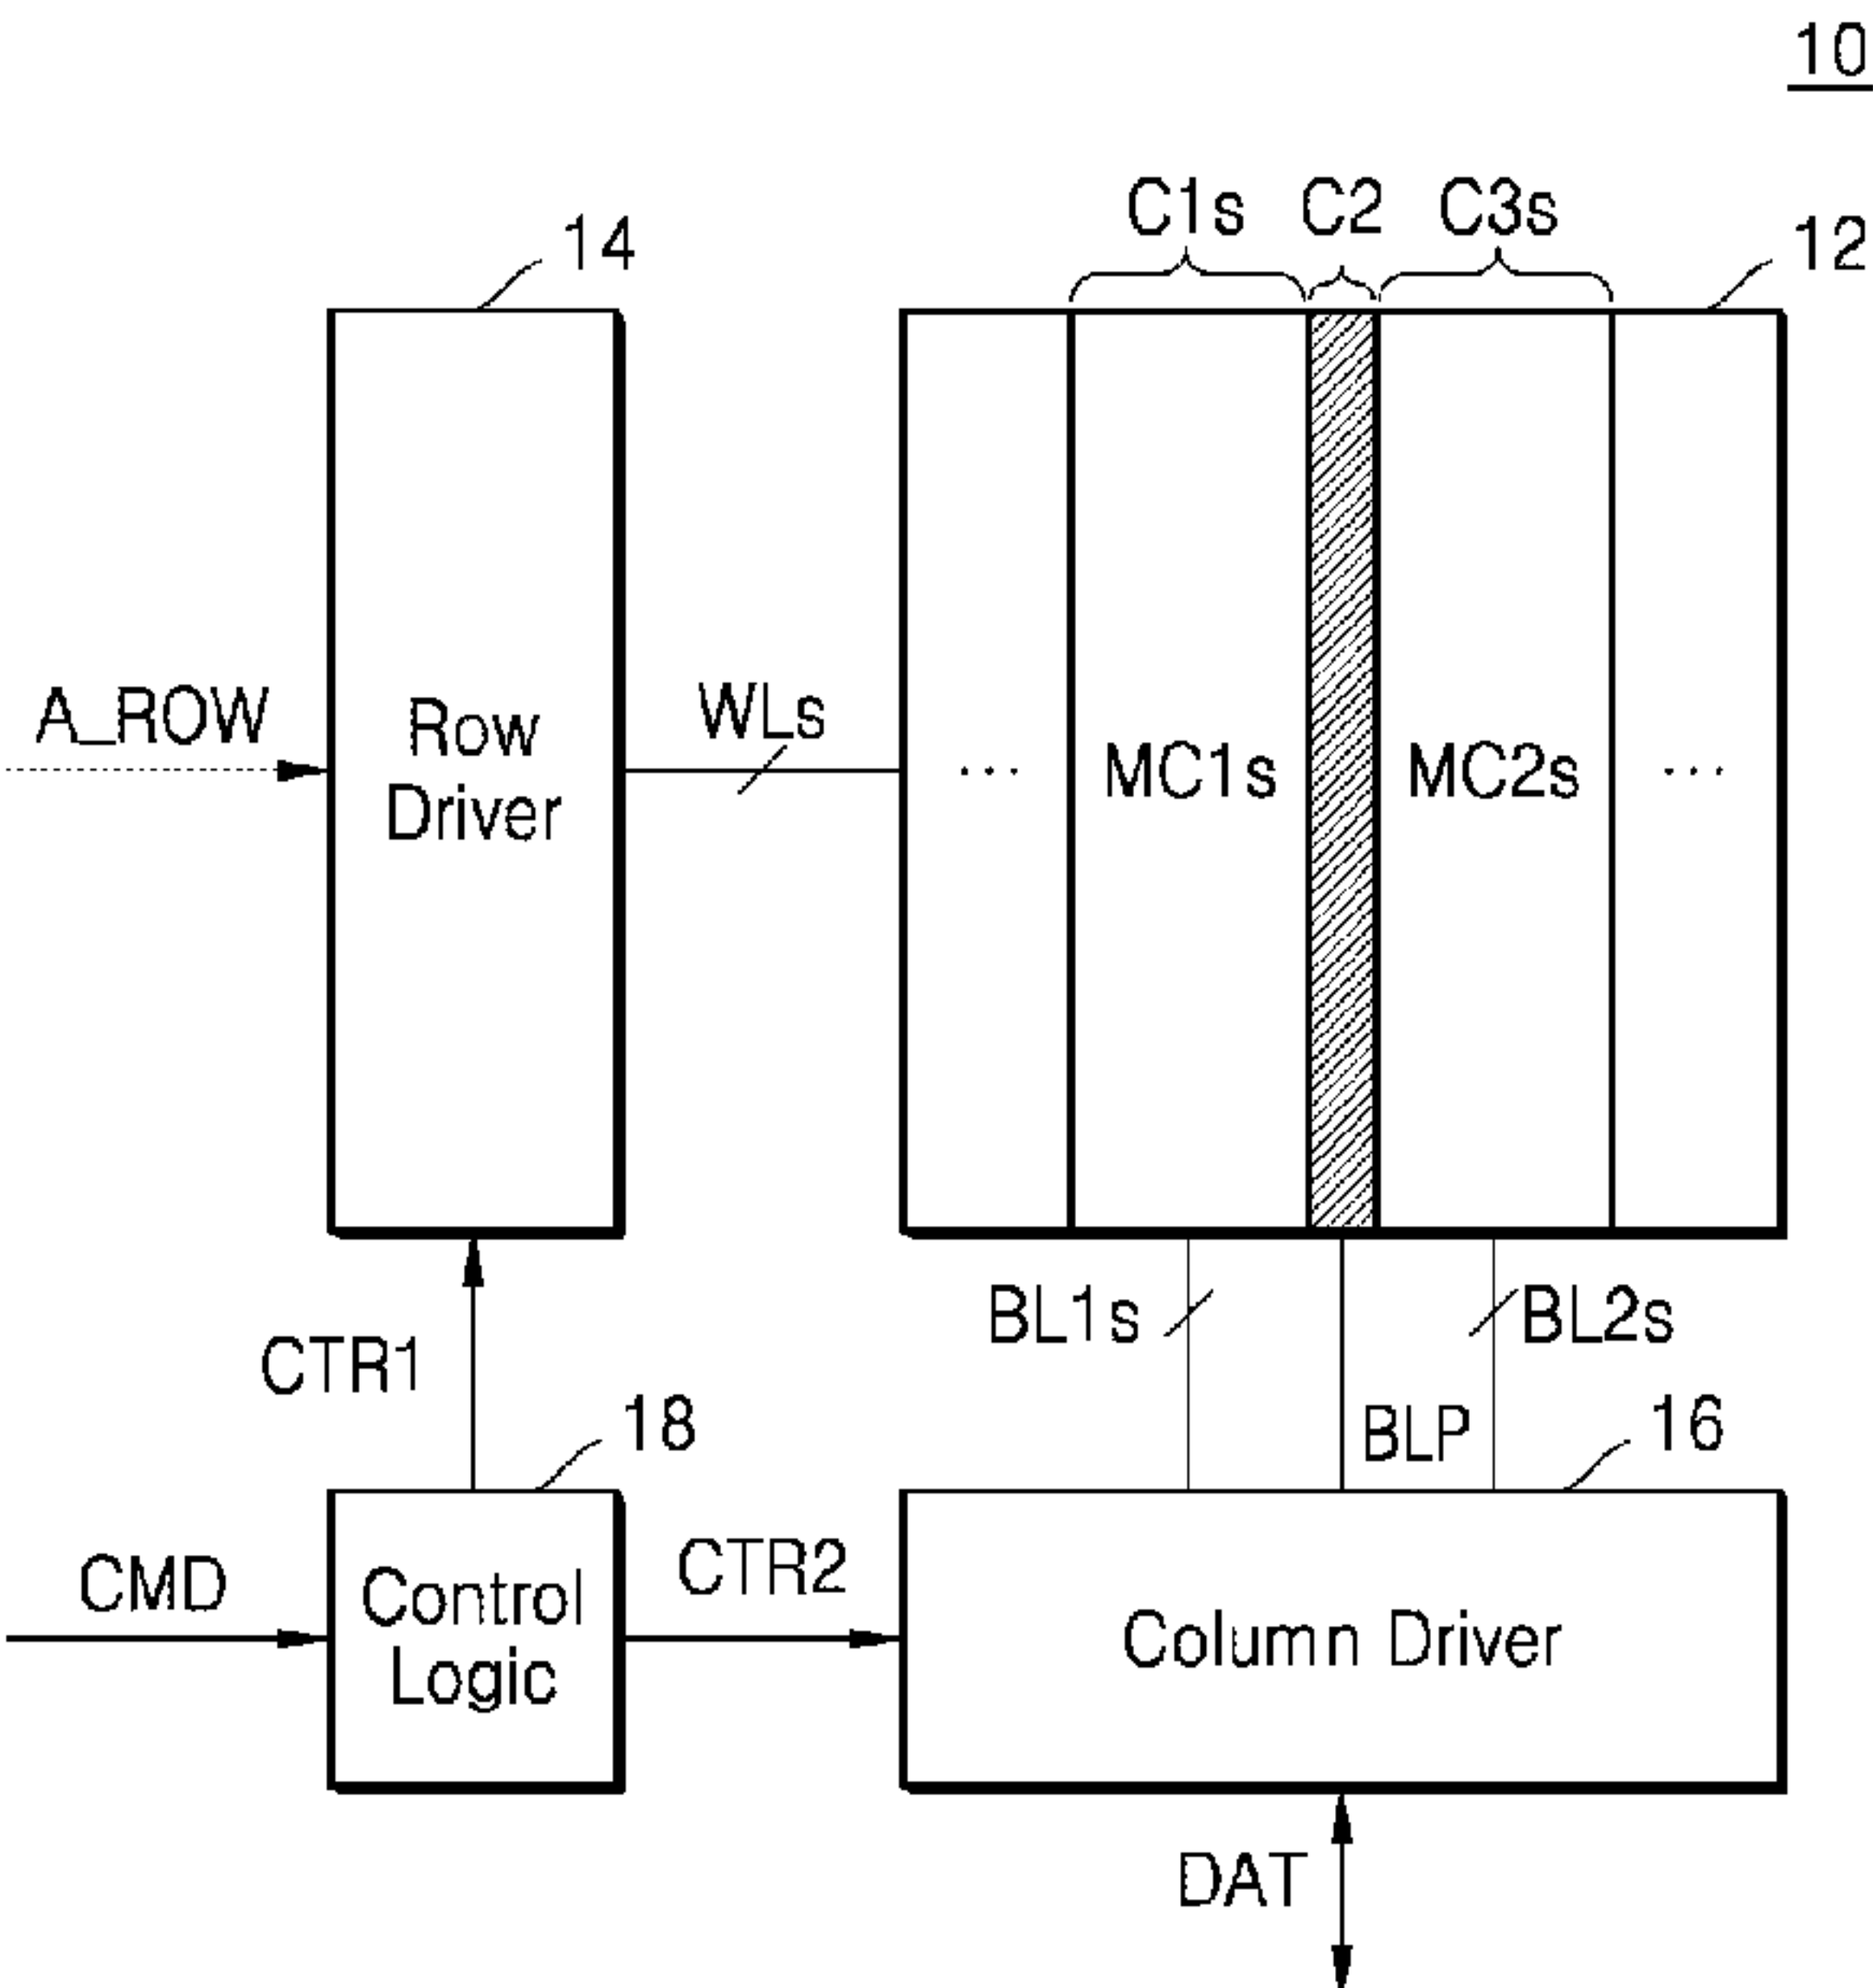 10
C1s C2 C3s
14
12
A_ROW
Row
Driver
WLs
... MC1s MC2s ...
BL1s
BL2s
CTR1
BLP
18
16
CMD
Control
Logic
CTR2
Column Driver
DAT